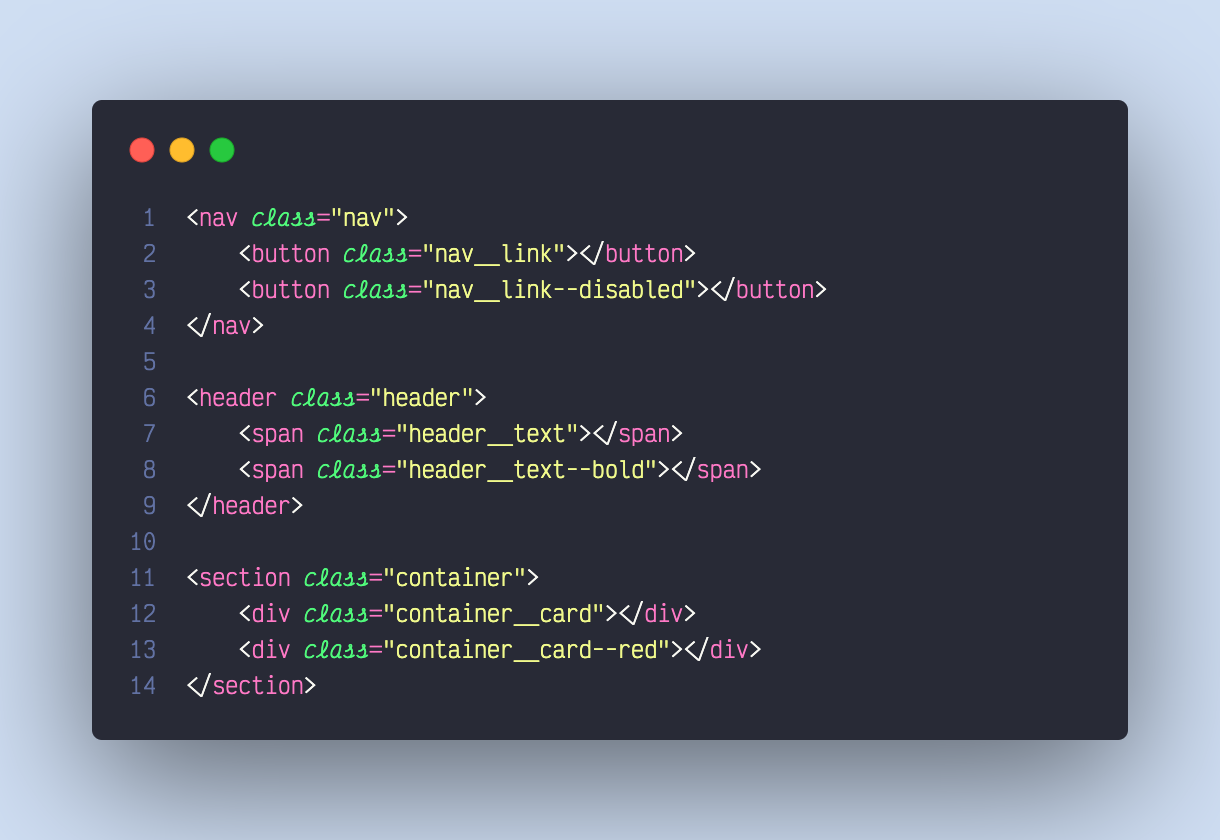 1 <nav class="nav">
2     <button class="nav__link"></button>
3     <button class="nav__link--disabled"></button>
4 </nav>
5
6 <header class="header">
7     <span class="header__text"></span>
8     <span class="header__text--bold"></span>
9 </header>
10
11 <section class="container">
12     <div class="container__card"></div>
13     <div class="container__card--red"></div>
14 </section>